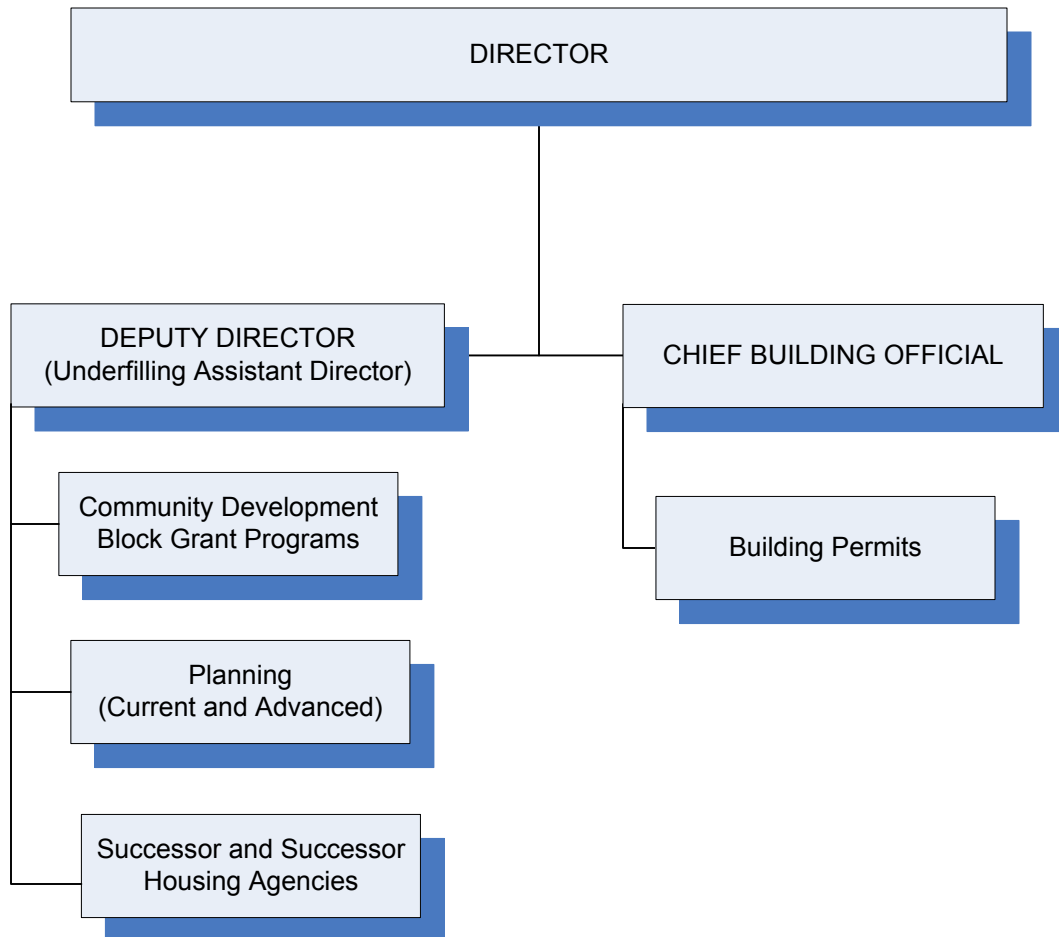 DIRECTOR
DEPUTY DIRECTOR
(Underfilling Assistant Director)
CHIEF BUILDING OFFICIAL
Community Development
Block Grant Programs
Building Permits
Planning
(Current and Advanced)
Successor and Successor
Housing Agencies